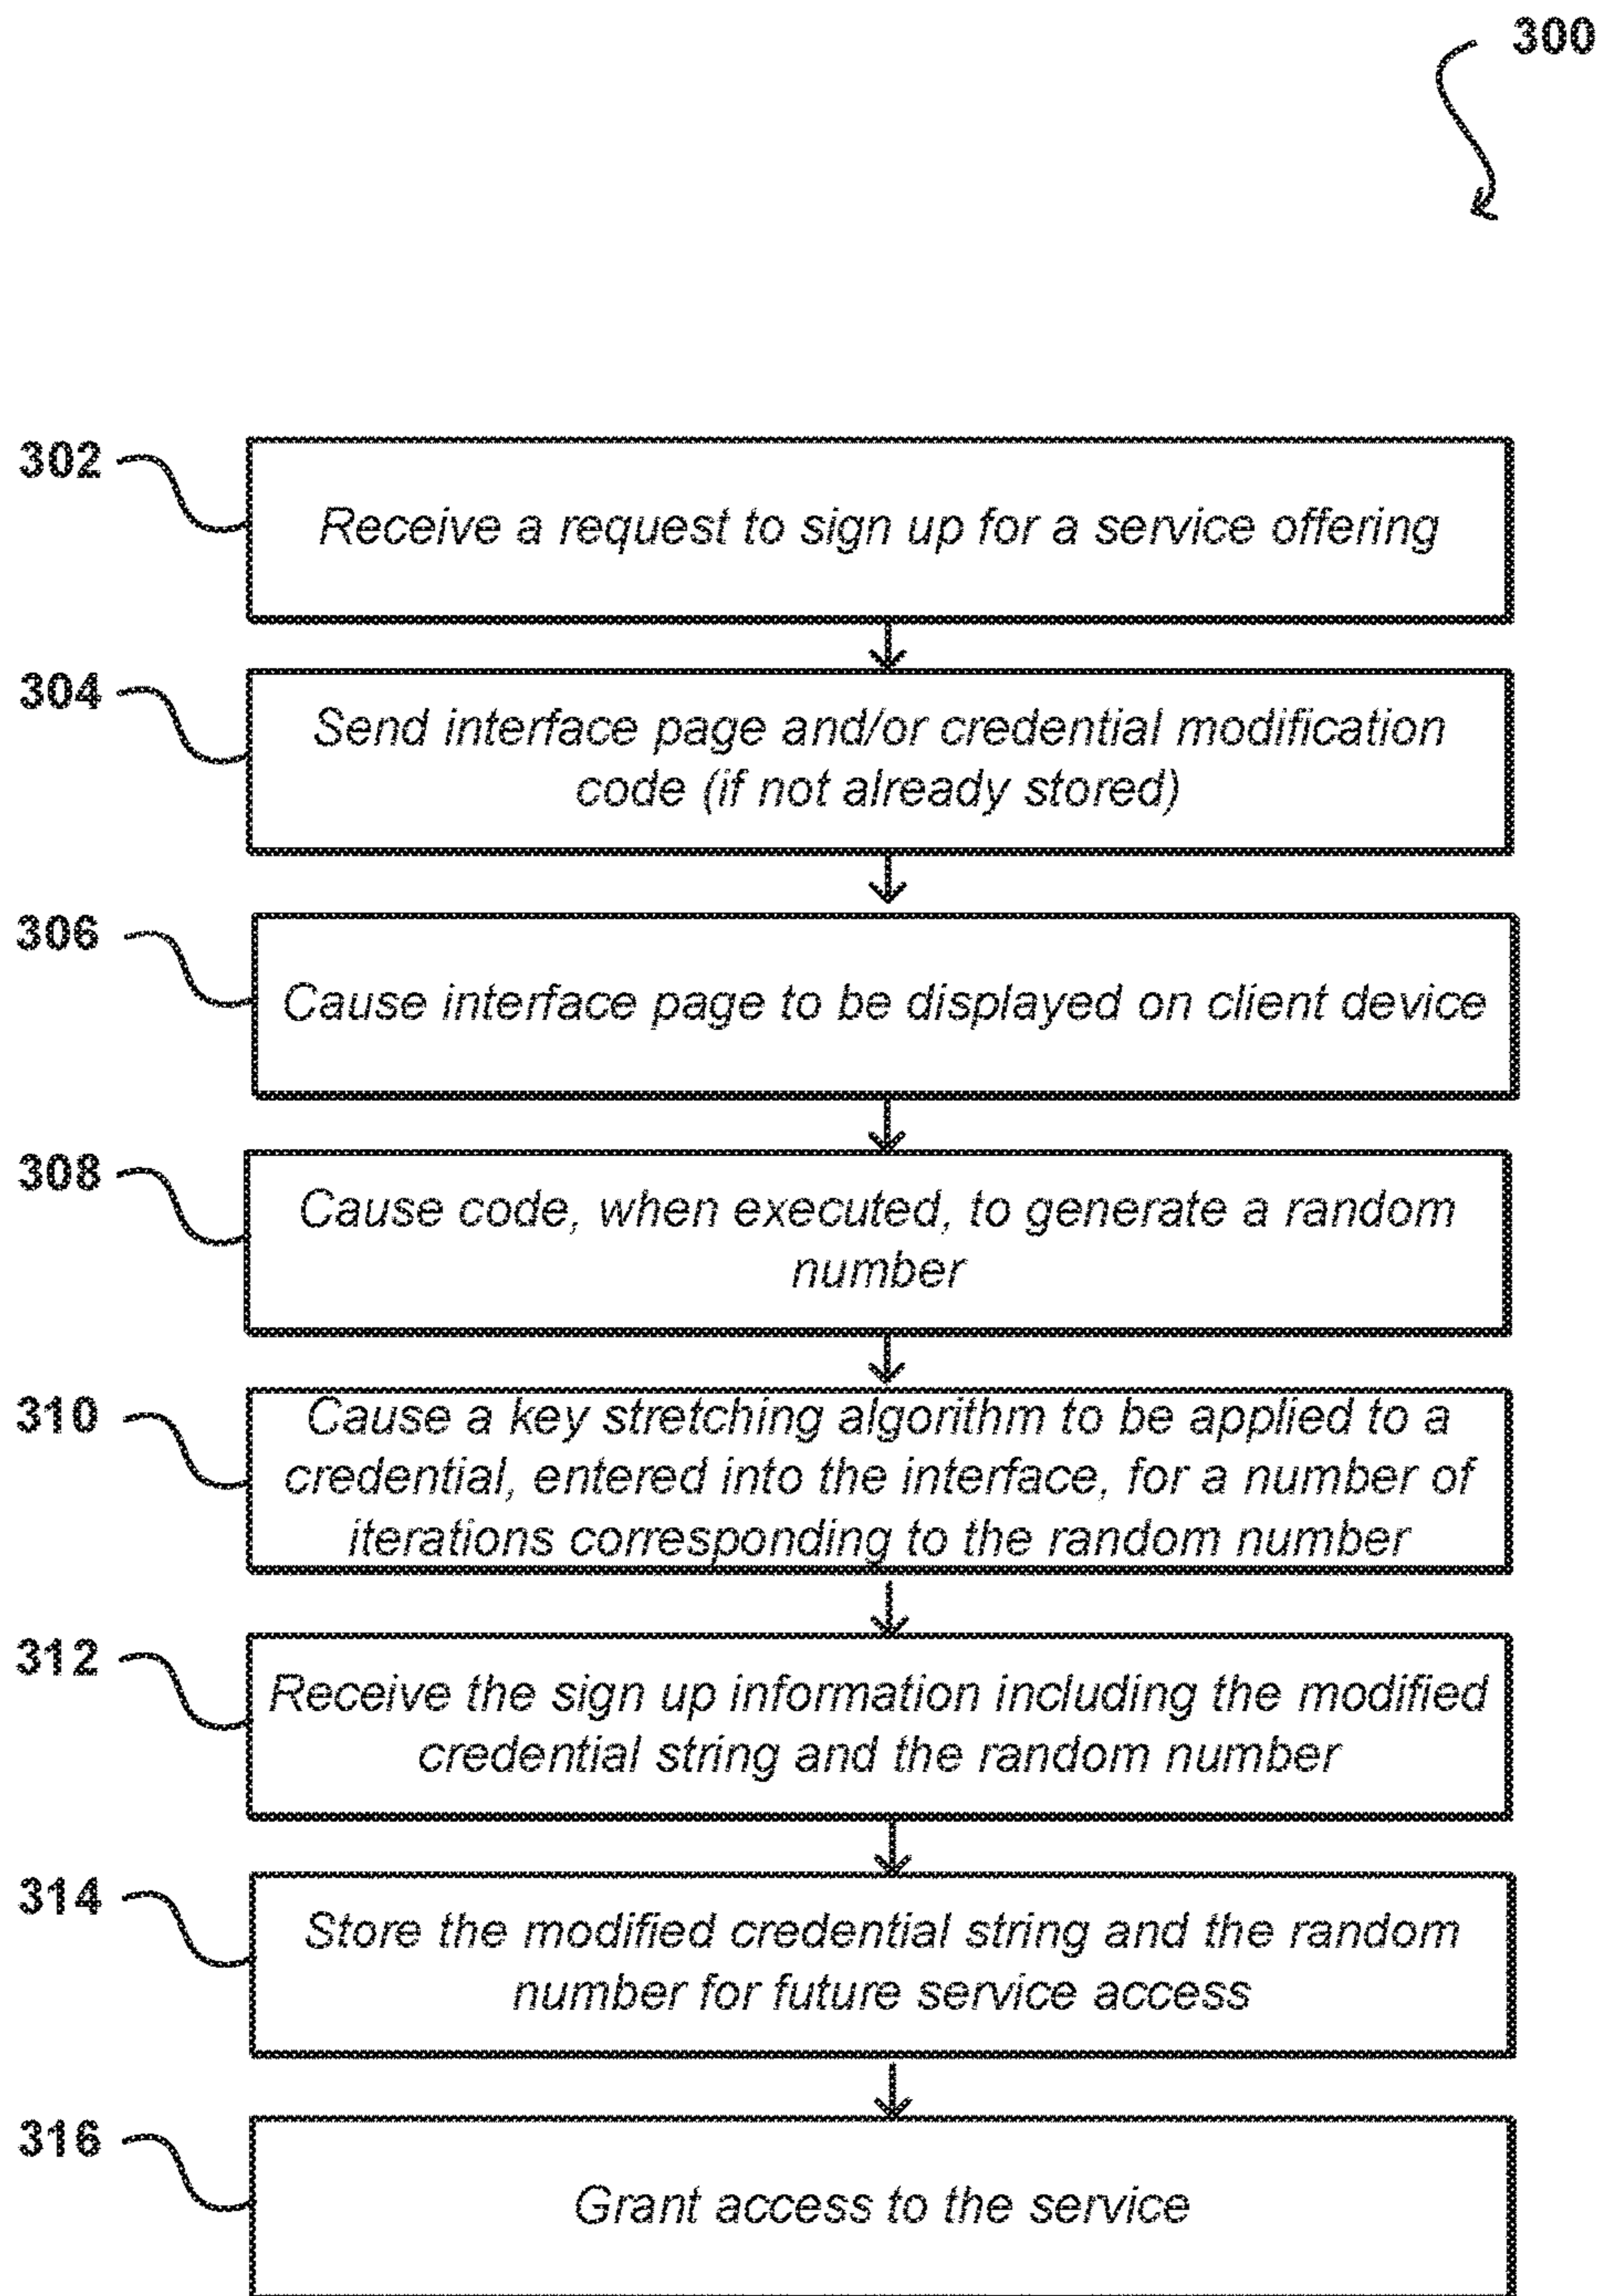 300
302
Receive a request to sign up for a service offering
304
Send interface page and/or credential modification
code (if not already stored)
306
Cause interface page to be displayed on client device
308
Cause code, when executed, to generate a random
number
310
Cause a key stretching algorithm to be applied to a
credential, entered into the interface, for a number of
iterations corresponding to the random number
312
Receive the sign up information including the modified
credential string and the random number
314
Store the modified credential string and the random
number for future service access
316
Grant access to the service